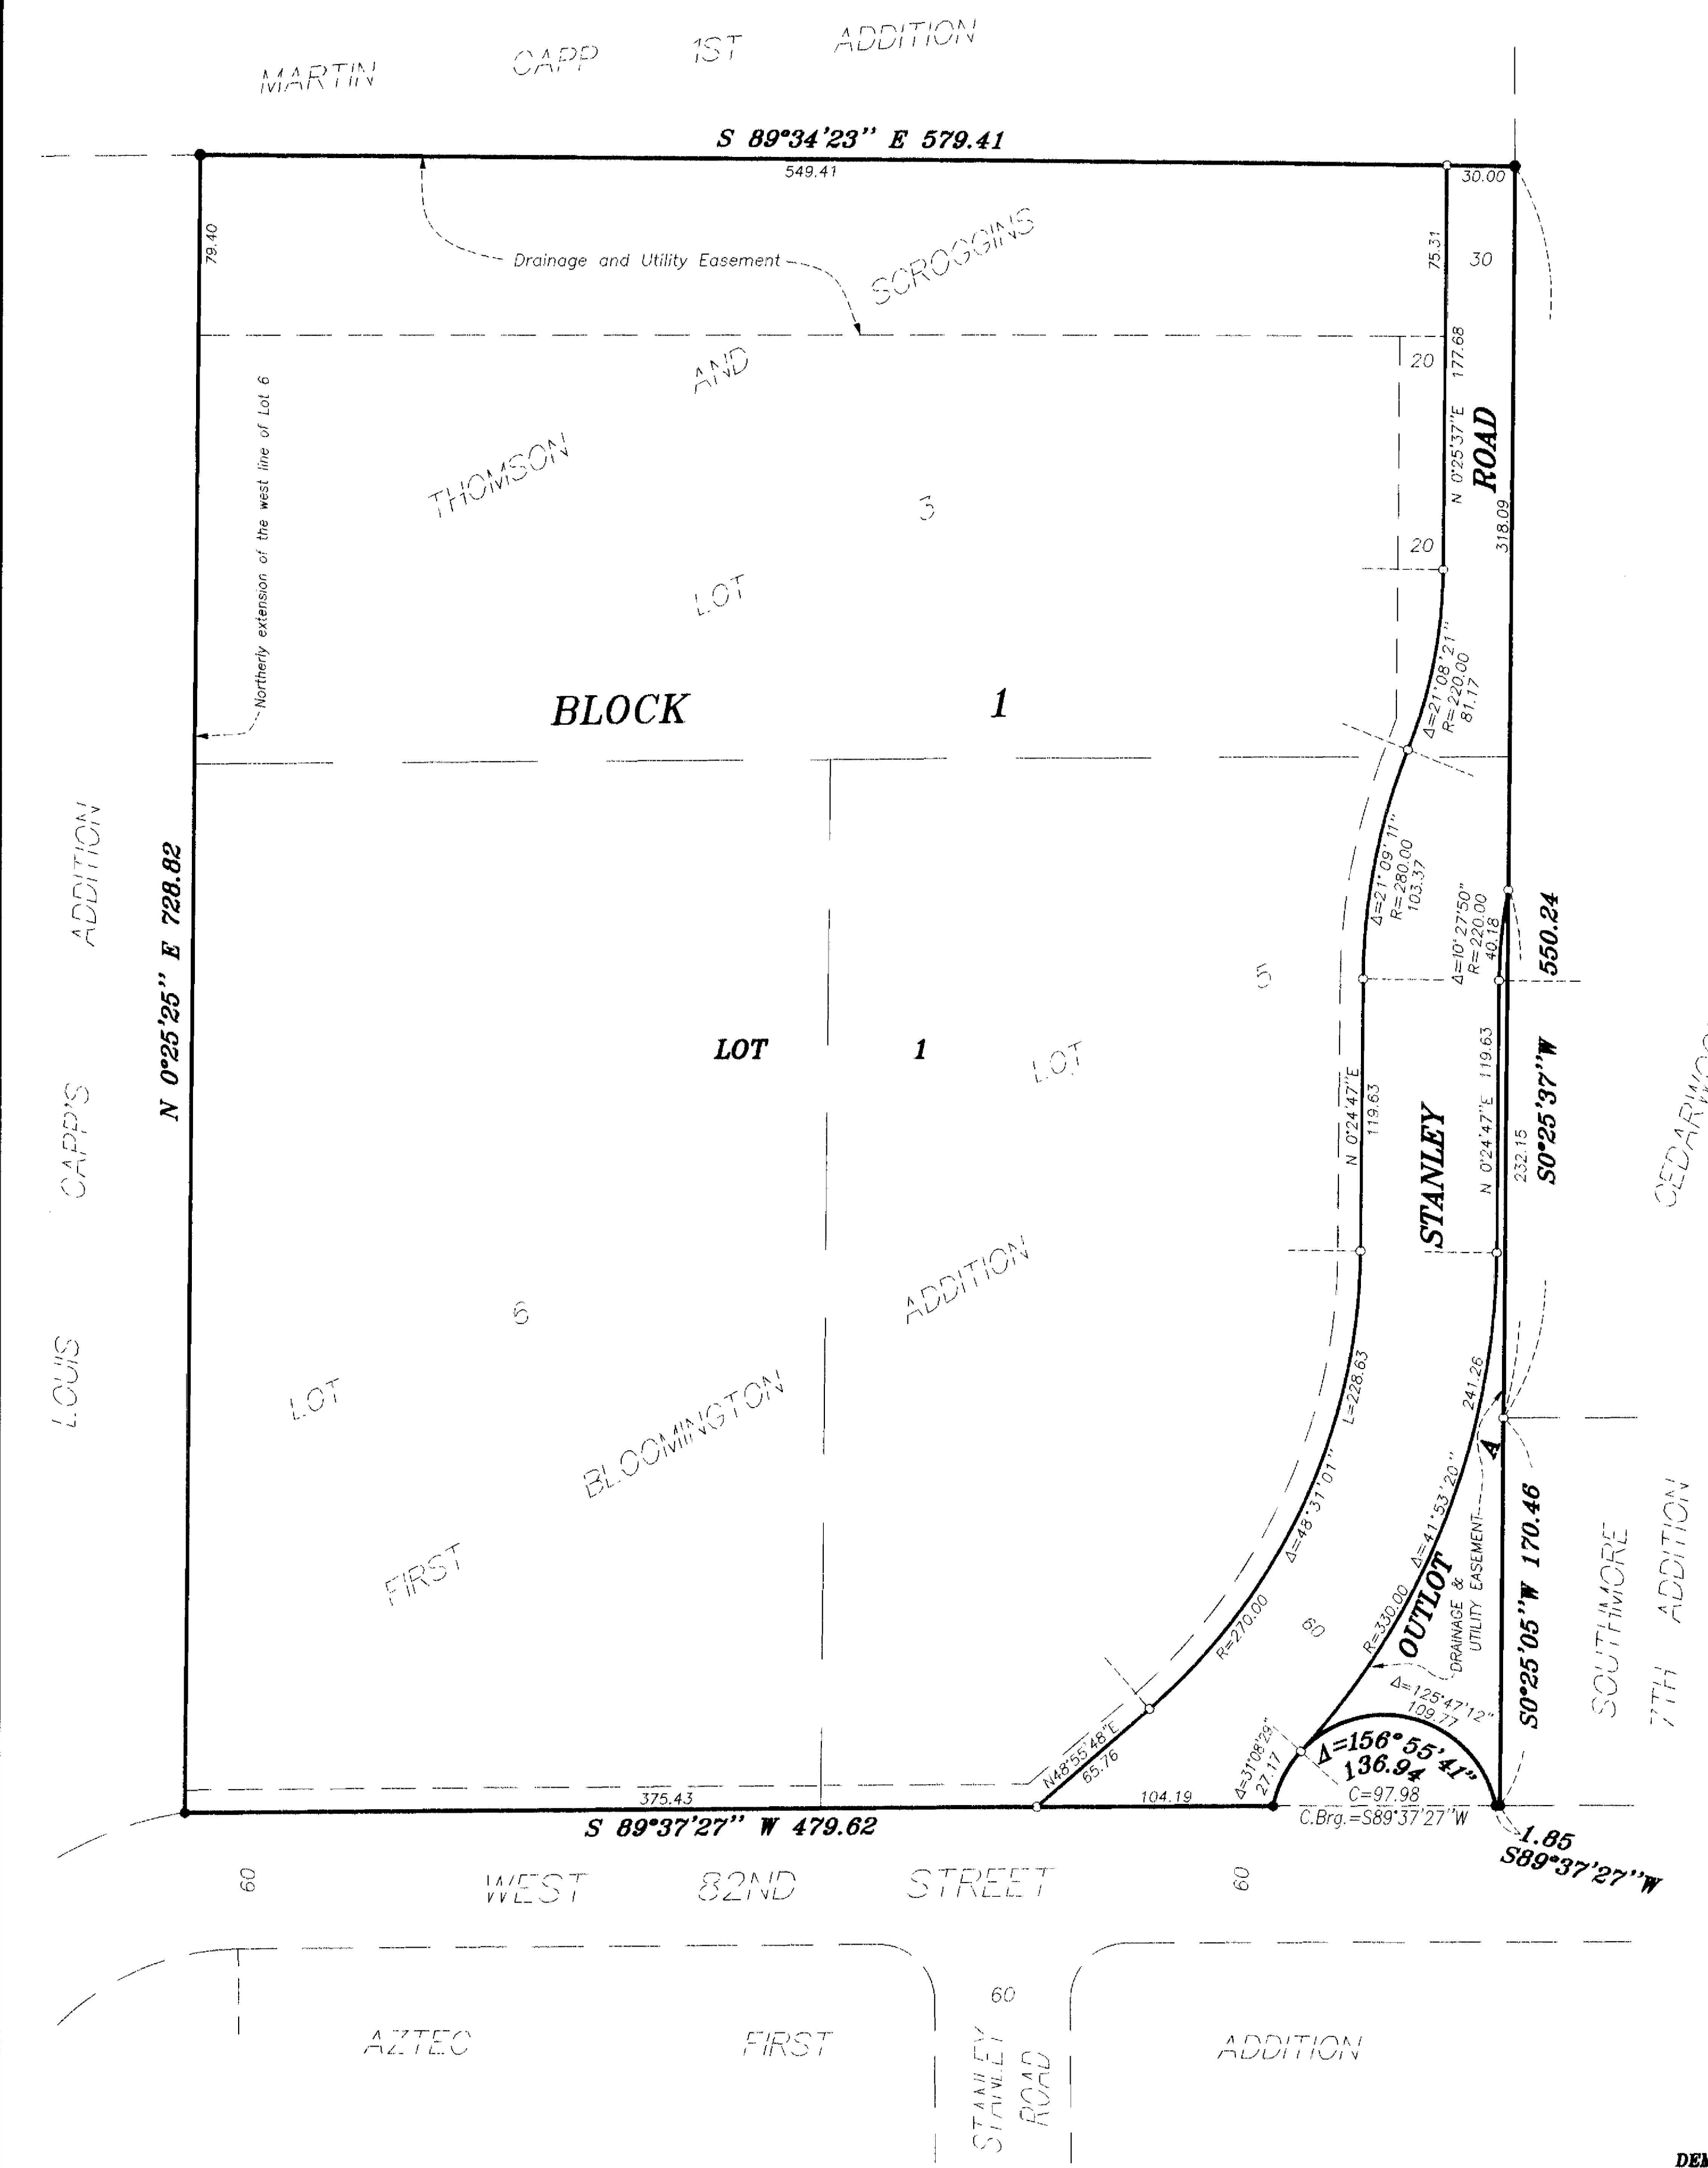 MARTIN CAPP 1ST ADDITION
S 89°34'23" E 579.41
549.41
30.00
79.40
75.31
30
Drainage and Utility Easement
THOMSON AND SCROGGINS
20
N 0°25'37"E 177.68
ROAD
318.09
20
Northerly extension of the west line of Lot 6
LOT 3
Δ=21°08'21"
R=220.00
81.17
BLOCK 1
N 0°25'25" E 728.82
LOUIS CAPP'S ADDITION
Δ=21°09'11"
R=280.00
103.37
Δ=10°27'50"
R=220.00
40.18
S0°25'37"W 550.24
LOT 5
LOT 1
N 0°24'47"E
119.63
STANLEY
N 0°24'47"E 119.63
232.15
LOT 6
FIRST BLOOMINGTON ADDITION
L=228.63
Δ=48°31'01"
R=270.00
241.26
Δ=41°53'20"
R=330.00
OUTLOT A
DRAINAGE &
UTILITY EASEMENT
60
S0°25'05"W 170.46
SOUTHMORE
7TH ADDITION
Δ=125°47'12"
109.77
Δ=156°55'41"
136.94
C=97.98
C.Brg.=S89°37'27"W
Δ=31°08'29"
27.17
N48°55'48"E
65.76
375.43
104.19
S 89°37'27" W 479.62
1.85
S89°37'27"W
60
WEST 82ND STREET
60
60
STANLEY
ROAD
AZTEC FIRST ADDITION